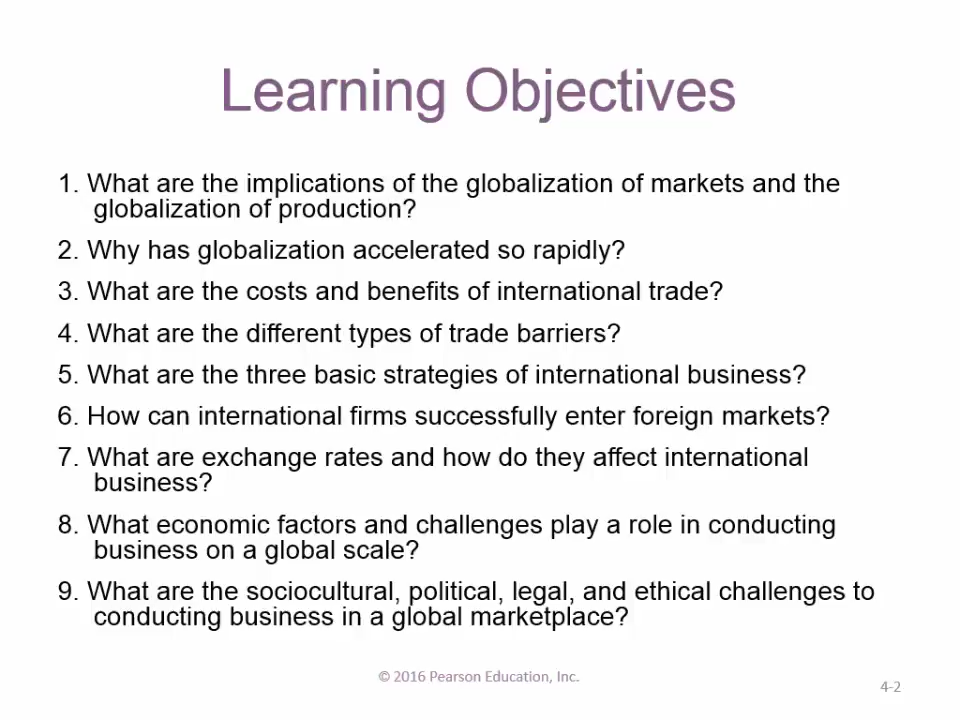 Learning Objectives
1. What are the implications of the globalization of markets and the
globalization of production?
2. Why has globalization accelerated so rapidly?
3. What are the costs and benefits of international trade?
4. What are the different types of trade barriers?
5. What are the three basic strategies of international business?
6. How can international firms successfully enter foreign markets?
7. What are exchange rates and how do they affect international
business?
8. What economic factors and challenges play a role in conducting
business on a global scale?
9. What are the sociocultural, political, legal, and ethical challenges to
conducting business in a global marketplace?
© 2016 Pearson Education, Inc.
4-2